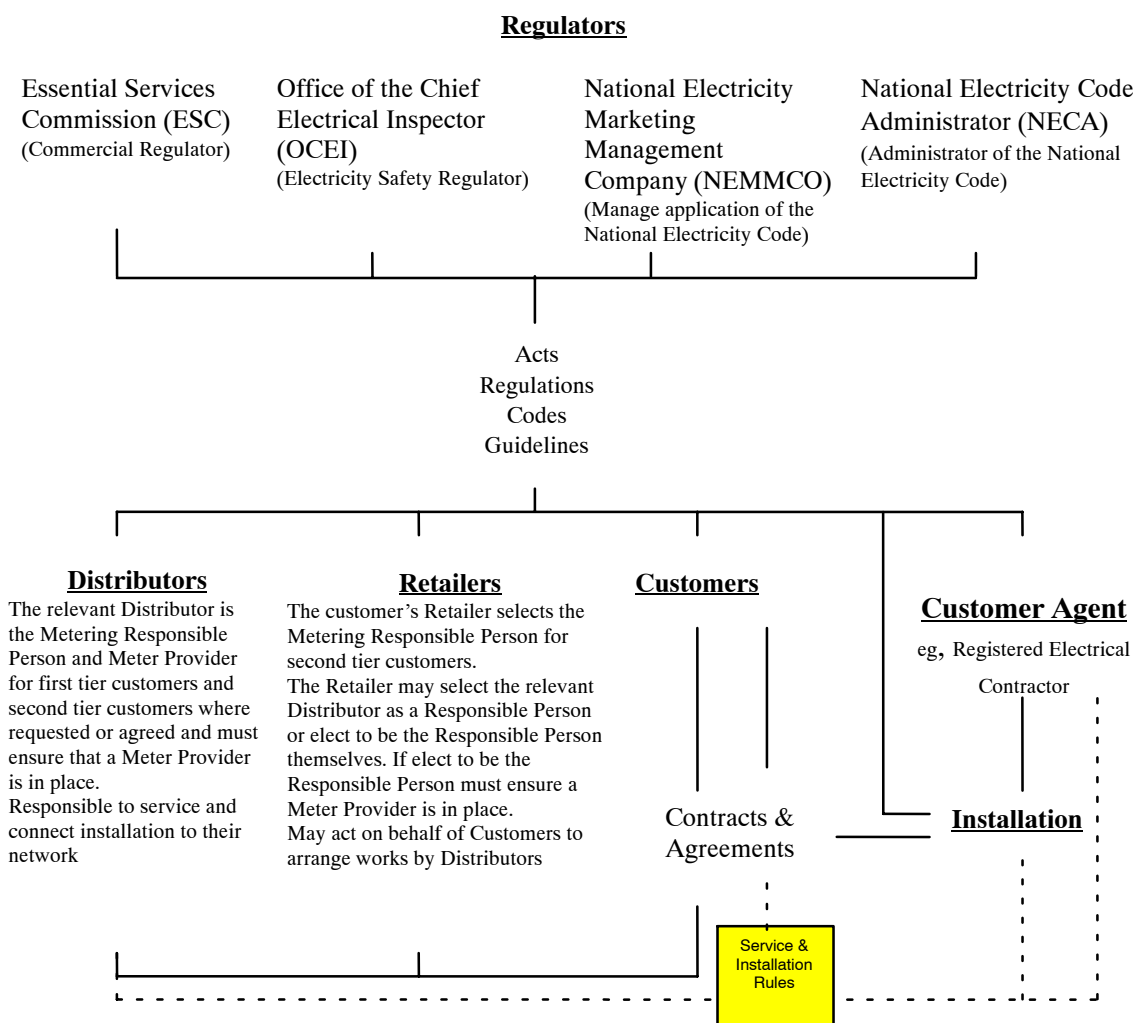 Regulators
Essential Services
Commission (ESC)
(Commercial Regulator)
Office of the Chief
Electrical Inspector
(OCEI)
(Electricity Safety Regulator)
National Electricity
Marketing
Management
Company (NEMMCO)
(Manage application of the
National Electricity Code)
National Electricity Code
Administrator (NECA)
(Administrator of the National
Electricity Code)
Acts
Regulations
Codes
Guidelines
Distributors
The relevant Distributor is
the Metering Responsible
Person and Meter Provider
for first tier customers and
second tier customers where
requested or agreed and must
ensure that a Meter Provider
is in place.
Responsible to service and
connect installation to their
network
Retailers
The customer's Retailer selects the
Metering Responsible Person for
second tier customers.
The Retailer may select the relevant
Distributor as a Responsible Person
or elect to be the Responsible Person
themselves. If elect to be the
Responsible Person must ensure a
Meter Provider is in place.
May act on behalf of Customers to
arrange works by Distributors
Customers
Customer Agent
eg, Registered Electrical
Contractor
Contracts &
Agreements
Installation
Service &
Installation
Rules